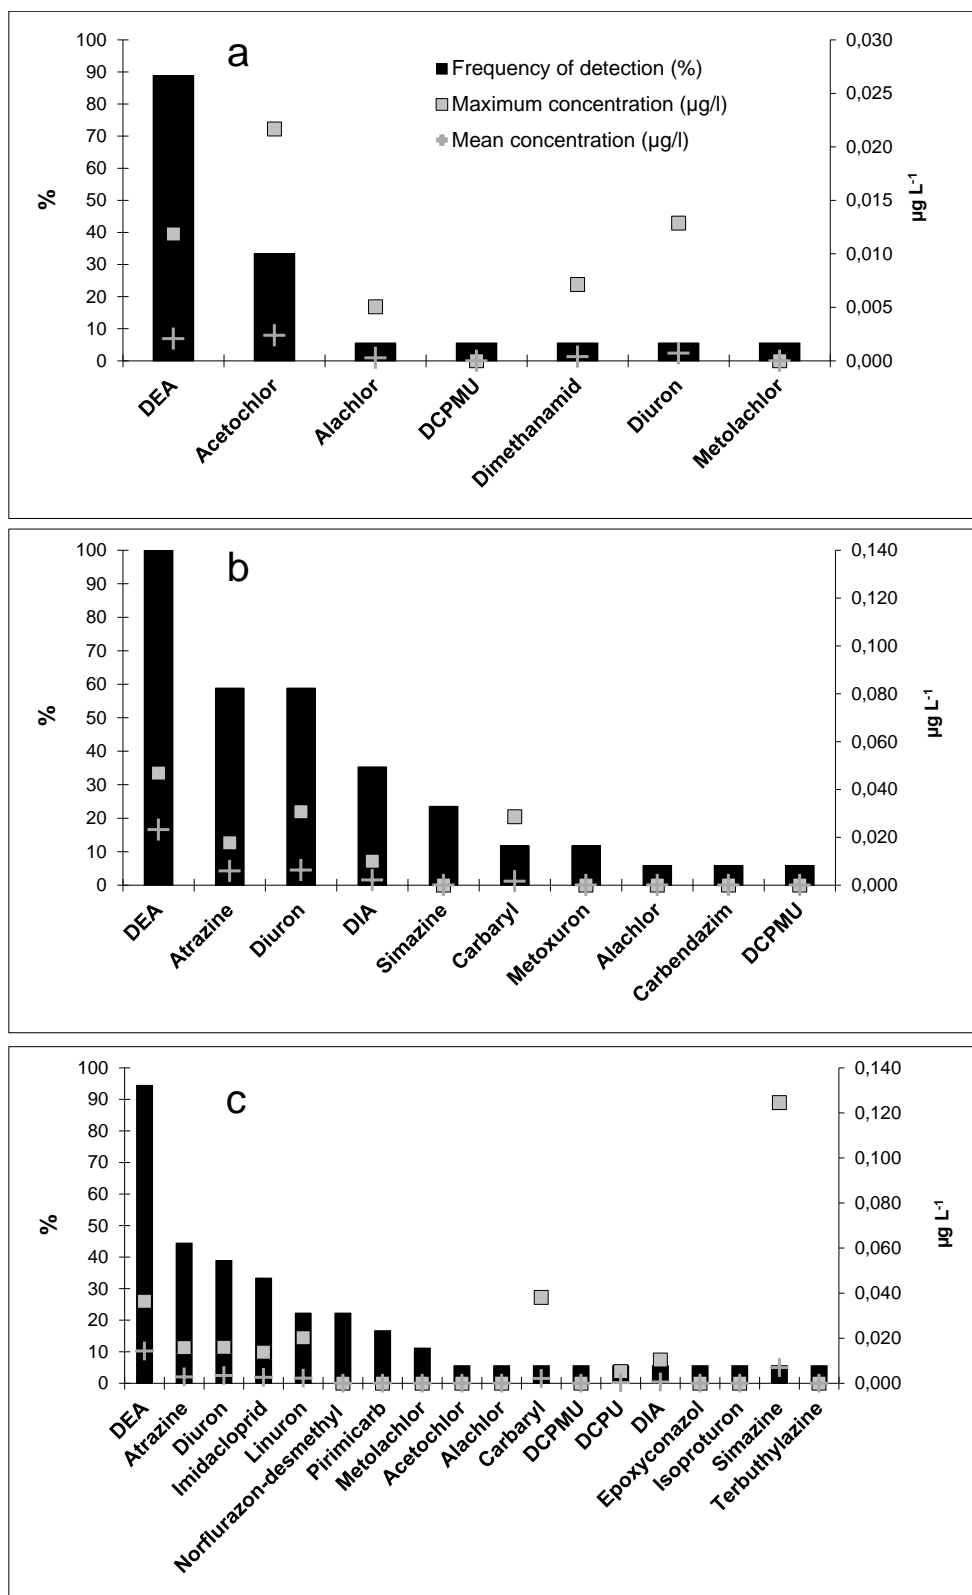 a
Frequency of detection (%)
Maximum concentration (µg/l)
Mean concentration (µg/l)
100
90
80
70
60
50
40
30
20
10
0
%
0,030
0,025
0,020
0,015
0,010
0,005
0,000
µg L-1
DEA
Acetochlor
Alachlor
DCPMU
Dimethanamid
Diuron
Metolachlor
b
100
90
80
70
60
50
40
30
20
10
0
%
0,140
0,120
0,100
0,080
0,060
0,040
0,020
0,000
µg L-1
DEA
Atrazine
Diuron
DIA
Simazine
Carbaryl
Metoxuron
Alachlor
Carbendazim
DCPMU
c
100
90
80
70
60
50
40
30
20
10
0
%
0,140
0,120
0,100
0,080
0,060
0,040
0,020
0,000
µg L-1
DEA
Atrazine
Diuron
Imidacloprid
Linuron
Norflurazon-desmethyl
Pirimicarb
Metolachlor
Acetochlor
Alachlor
Carbaryl
DCPMU
DCPU
DIA
Epoxyconazol
Isoproturon
Simazine
Terbuthylazine